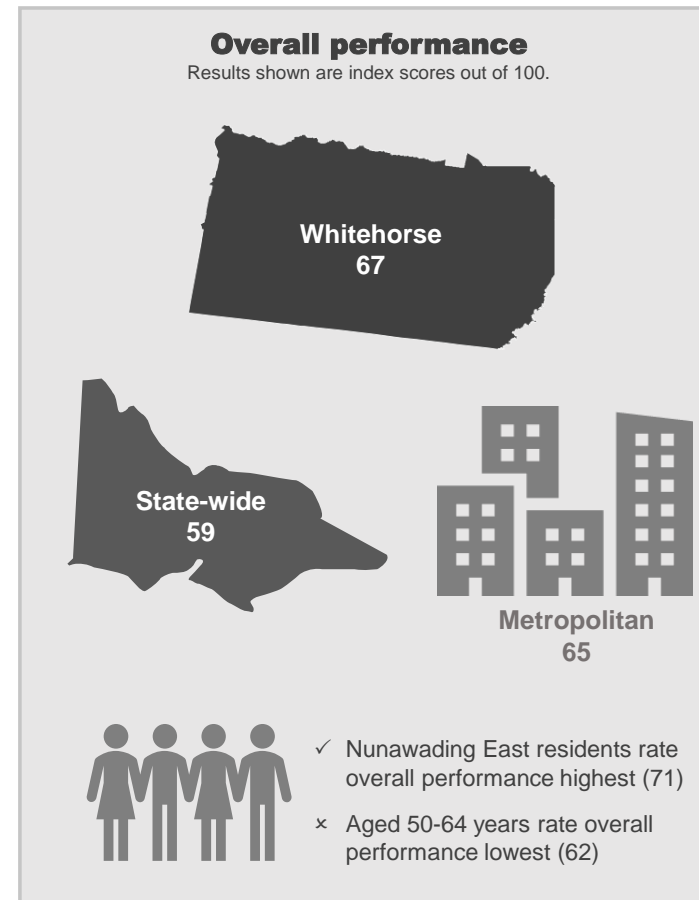 Overall performance
Results shown are index scores out of 100.
Whitehorse
67
State-wide
59
Metropolitan
65
✓ Nunawading East residents rate
overall performance highest (71)
× Aged 50-64 years rate overall
performance lowest (62)